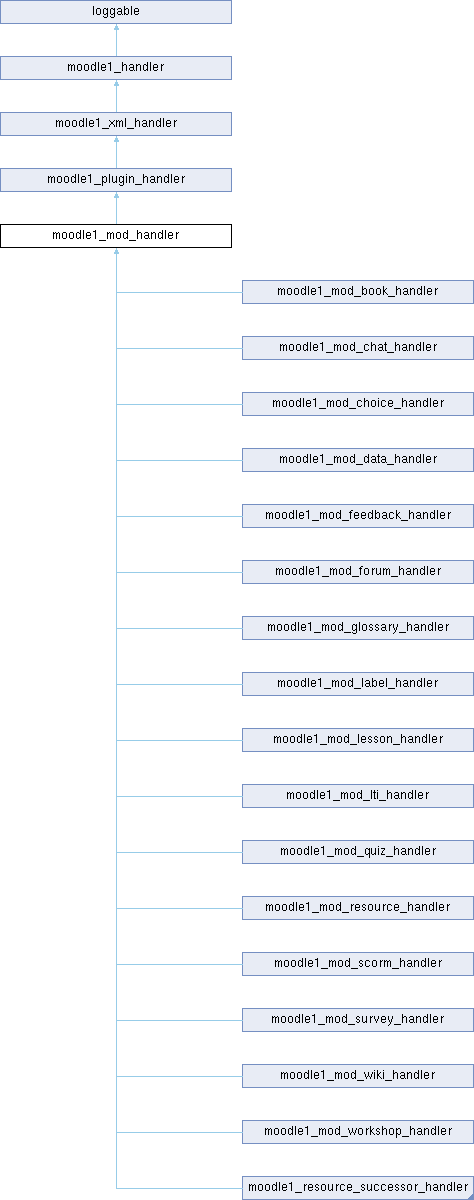 loggable
moodle1_handler
moodle1_xml_handler
moodle1_plugin_handler
moodle1_mod_handler
moodle1_mod_book_handler
moodle1_mod_chat_handler
moodle1_mod_choice_handler
moodle1_mod_data_handler
moodle1_mod_feedback_handler
moodle1_mod_forum_handler
moodle1_mod_glossary_handler
moodle1_mod_label_handler
moodle1_mod_lesson_handler
moodle1_mod_lti_handler
moodle1_mod_quiz_handler
moodle1_mod_resource_handler
moodle1_mod_scorm_handler
moodle1_mod_survey_handler
moodle1_mod_wiki_handler
moodle1_mod_workshop_handler
moodle1_resource_successor_handler